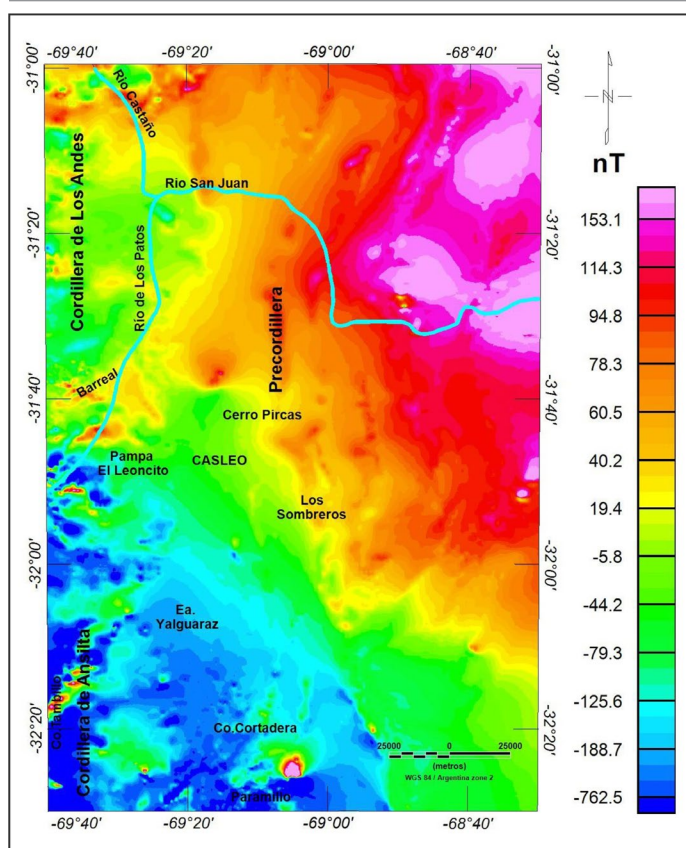 -69°40' -69°20' -69°00' -68°40'
-31°00'
-31°00'
Rio Castaño
N
nT
Cordillera de Los Andes
Rio San Juan
-31°20'
-31°20'
Rio de Los Patos
Precordillera
153.1
114.3
94.8
78.3
60.5
40.2
19.4
-5.8
-44.2
-79.3
-125.6
-188.7
-762.5
Barreal
-31°40'
-31°40'
Cerro Pircas
Pampa
El Leoncito
CASLEO
Los
Sombreros
-32°00'
-32°00'
Ea.
Yalguaraz
Cordillera de Ansilta
-32°20'
-32°20'
Co.Cortadera
25000 0 25000
(metros)
WGS 84 / Argentina zone 2
Paramillo
-69°40' -69°20' -69°00' -68°40'